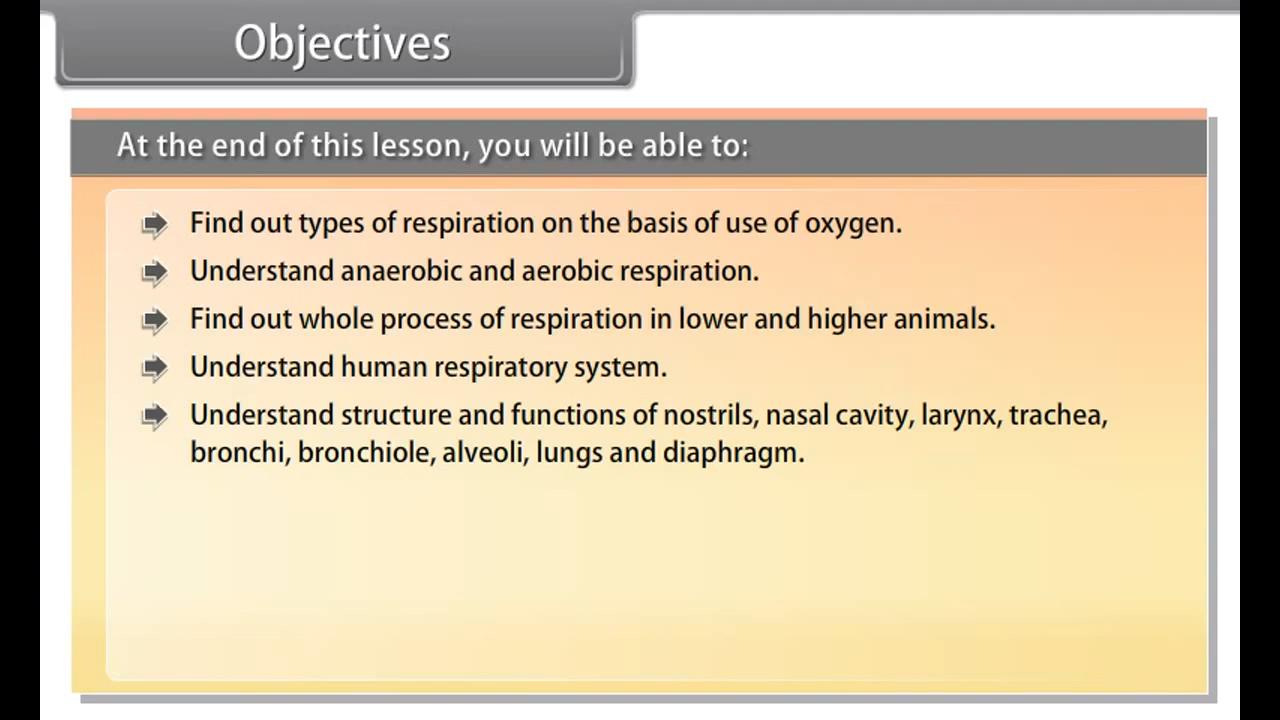 Objectives
At the end of this lesson, you will be able to:
Find out types of respiration on the basis of use of oxygen.
Understand anaerobic and aerobic respiration.
Find out whole process of respiration in lower and higher animals.
Understand human respiratory system.
Understand structure and functions of nostrils, nasal cavity, larynx, trachea,
bronchi, bronchiole, alveoli, lungs and diaphragm.